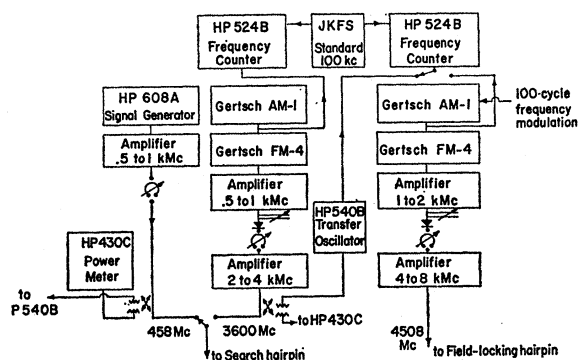 HP 524B
Frequency
Counter
JKFS
Standard
100 kc
HP 524B
Frequency
Counter
HP 608A
Signal Generator
Gertsch AM-1
Gertsch AM-1
100-cycle
frequency
modulation
Amplifier
.5 to 1 kMc
Gertsch FM-4
Gertsch FM-4
Amplifier
.5 to 1 kMc
HP540B
Transfer
Oscillator
Amplifier
1 to 2 kMc
HP430C
Power
Meter
Amplifier
2 to 4 kMc
Amplifier
4 to 8 kMc
to
P 540B
to HP430C
458 Mc
3600 Mc
4508
Mc
to Search hairpin
to Field-locking hairpin